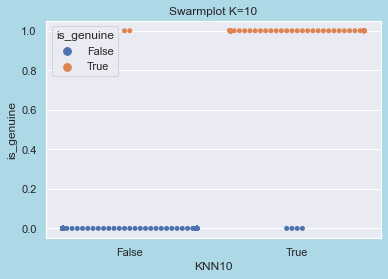 Swarmplot K=10
is_genuine
False
True
1.0
0.8
0.6
0.4
0.2
0.0
is_genuine
False
True
KNN10